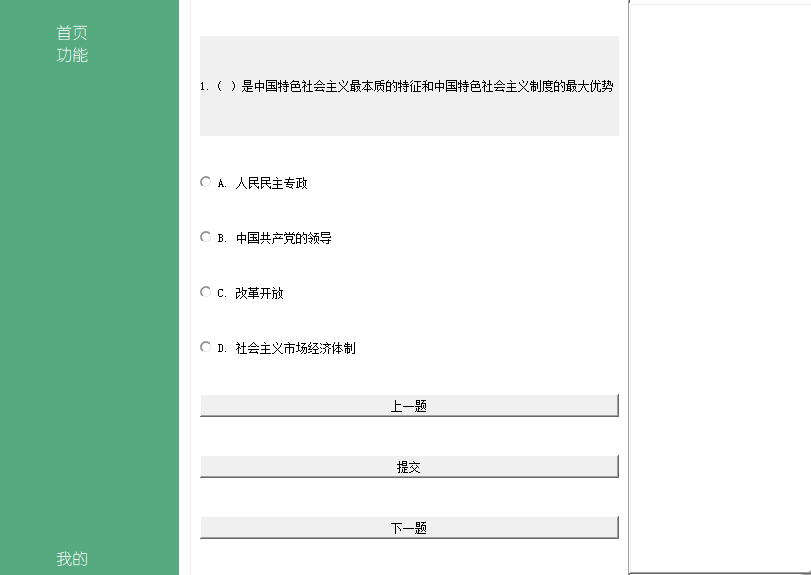 首页
功能
1.（ ）是中国特色社会主义最本质的特征和中国特色社会主义制度的最大优势
A. 人民民主专政
B. 中国共产党的领导
C. 改革开放
D. 社会主义市场经济体制
上一题
提交
下一题
我的